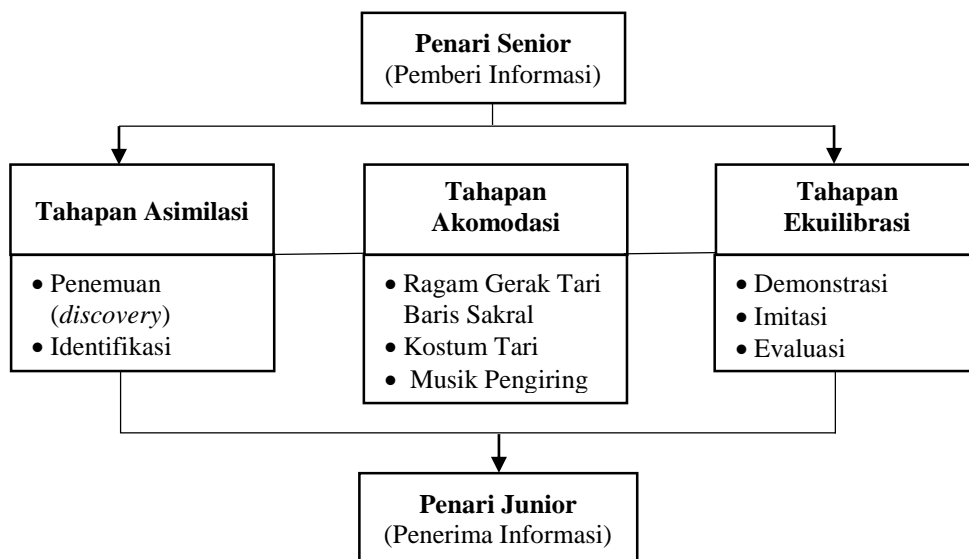 Penari Senior
(Pemberi Informasi)
Tahapan Asimilasi
• Penemuan
(discovery)
• Identifikasi
Tahapan
Akomodasi
• Ragam Gerak Tari
Baris Sakral
• Kostum Tari
• Musik Pengiring
Tahapan
Ekuilibrasi
• Demonstrasi
• Imitasi
• Evaluasi
Penari Junior
(Penerima Informasi)